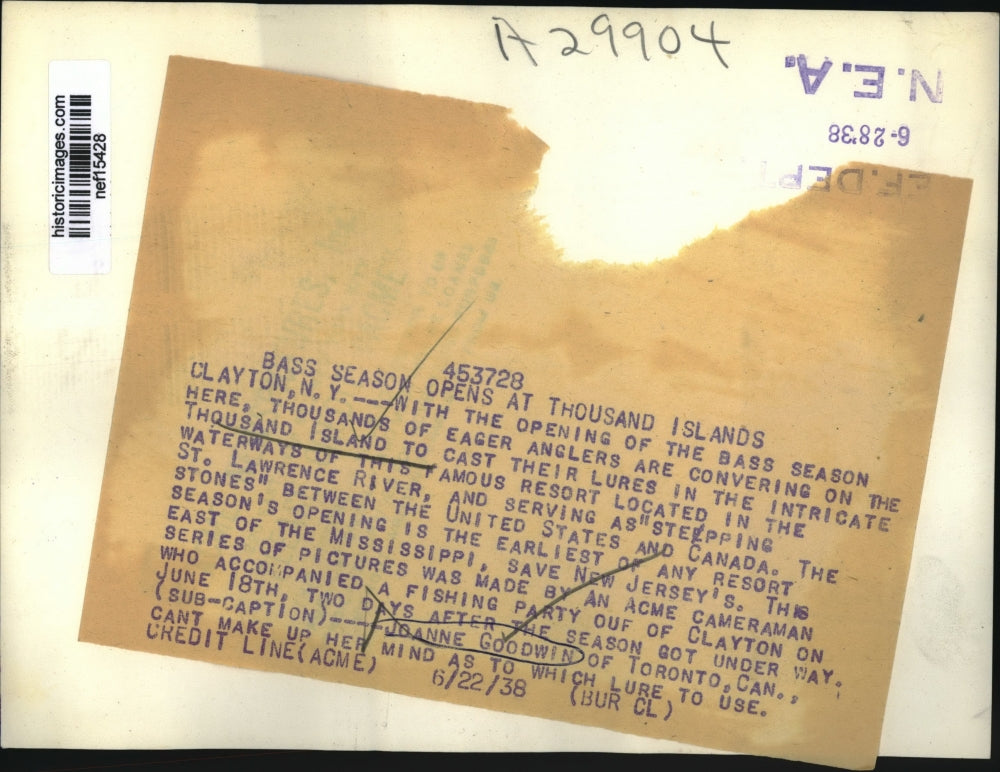 A29904
N.E.A.
6-28'38
EF.DEPT
historicimages.com
nef15428
453728
BASS SEASON OPENS AT THOUSAND ISLANDS
CLAYTON, N.Y.---WITH THE OPENING OF THE BASS SEASON
HERE, THOUSANDS OF EAGER ANGLERS ARE CONVERING ON THE
THOUSAND ISLAND TO CAST THEIR LURES IN THE INTRICATE
WATERWAYS OF THIS FAMOUS RESORT LOCATED IN THE
ST. LAWRENCE RIVER, AND SERVING AS "STEPPING
STONES" BETWEEN THE UNITED STATES AND CANADA. THE
SEASON'S OPENING IS THE EARLIEST OF ANY RESORT
EAST OF THE MISSISSIPPI, SAVE NEW JERSEY'S. THIS
SERIES OF PICTURES WAS MADE BY AN ACME CAMERAMAN
WHO ACCOMPANIED A FISHING PARTY OUF OF CLAYTON ON
JUNE 18TH, TWO DAYS AFTER THE SEASON GOT UNDER WAY.
(SUB-CAPTION)----JOANNE GOODWIN OF TORONTO, CAN.,
CANT MAKE UP HER MIND AS TO WHICH LURE TO USE.
CREDIT LINE(ACME) 6/22/38 (BUR CL)